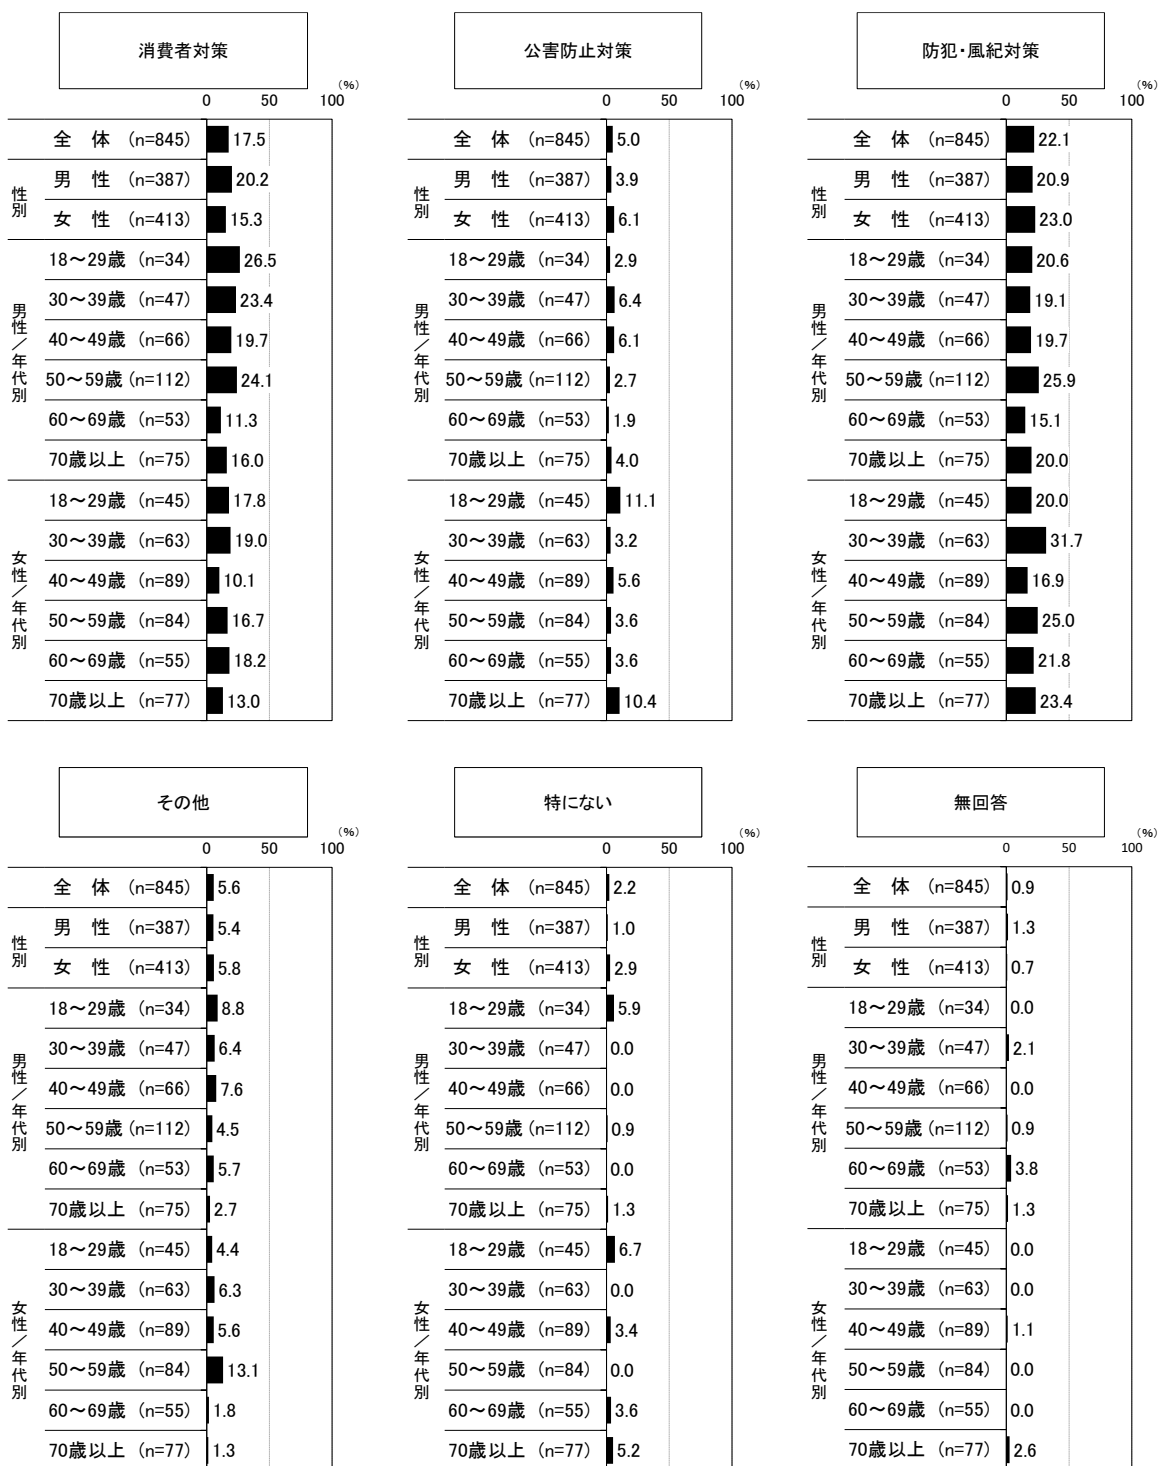 消費者対策
(%)
0 50 100
全 体 (n=845) 17.5
性別
男 性 (n=387) 20.2
女 性 (n=413) 15.3
男性/年代別
18～29歳 (n=34) 26.5
30～39歳 (n=47) 23.4
40～49歳 (n=66) 19.7
50～59歳 (n=112) 24.1
60～69歳 (n=53) 11.3
70歳以上 (n=75) 16.0
女性/年代別
18～29歳 (n=45) 17.8
30～39歳 (n=63) 19.0
40～49歳 (n=89) 10.1
50～59歳 (n=84) 16.7
60～69歳 (n=55) 18.2
70歳以上 (n=77) 13.0
公害防止対策
(%)
0 50 100
全 体 (n=845) 5.0
性別
男 性 (n=387) 3.9
女 性 (n=413) 6.1
男性/年代別
18～29歳 (n=34) 2.9
30～39歳 (n=47) 6.4
40～49歳 (n=66) 6.1
50～59歳 (n=112) 2.7
60～69歳 (n=53) 1.9
70歳以上 (n=75) 4.0
女性/年代別
18～29歳 (n=45) 11.1
30～39歳 (n=63) 3.2
40～49歳 (n=89) 5.6
50～59歳 (n=84) 3.6
60～69歳 (n=55) 3.6
70歳以上 (n=77) 10.4
防犯・風紀対策
(%)
0 50 100
全 体 (n=845) 22.1
性別
男 性 (n=387) 20.9
女 性 (n=413) 23.0
男性/年代別
18～29歳 (n=34) 20.6
30～39歳 (n=47) 19.1
40～49歳 (n=66) 19.7
50～59歳 (n=112) 25.9
60～69歳 (n=53) 15.1
70歳以上 (n=75) 20.0
女性/年代別
18～29歳 (n=45) 20.0
30～39歳 (n=63) 31.7
40～49歳 (n=89) 16.9
50～59歳 (n=84) 25.0
60～69歳 (n=55) 21.8
70歳以上 (n=77) 23.4
その他
(%)
0 50 100
全 体 (n=845) 5.6
性別
男 性 (n=387) 5.4
女 性 (n=413) 5.8
男性/年代別
18～29歳 (n=34) 8.8
30～39歳 (n=47) 6.4
40～49歳 (n=66) 7.6
50～59歳 (n=112) 4.5
60～69歳 (n=53) 5.7
70歳以上 (n=75) 2.7
女性/年代別
18～29歳 (n=45) 4.4
30～39歳 (n=63) 6.3
40～49歳 (n=89) 5.6
50～59歳 (n=84) 13.1
60～69歳 (n=55) 1.8
70歳以上 (n=77) 1.3
特にない
(%)
0 50 100
全 体 (n=845) 2.2
性別
男 性 (n=387) 1.0
女 性 (n=413) 2.9
男性/年代別
18～29歳 (n=34) 5.9
30～39歳 (n=47) 0.0
40～49歳 (n=66) 0.0
50～59歳 (n=112) 0.9
60～69歳 (n=53) 0.0
70歳以上 (n=75) 1.3
女性/年代別
18～29歳 (n=45) 6.7
30～39歳 (n=63) 0.0
40～49歳 (n=89) 3.4
50～59歳 (n=84) 0.0
60～69歳 (n=55) 3.6
70歳以上 (n=77) 5.2
無回答
(%)
0 50 100
全 体 (n=845) 0.9
性別
男 性 (n=387) 1.3
女 性 (n=413) 0.7
男性/年代別
18～29歳 (n=34) 0.0
30～39歳 (n=47) 2.1
40～49歳 (n=66) 0.0
50～59歳 (n=112) 0.9
60～69歳 (n=53) 3.8
70歳以上 (n=75) 1.3
女性/年代別
18～29歳 (n=45) 0.0
30～39歳 (n=63) 0.0
40～49歳 (n=89) 1.1
50～59歳 (n=84) 0.0
60～69歳 (n=55) 0.0
70歳以上 (n=77) 2.6